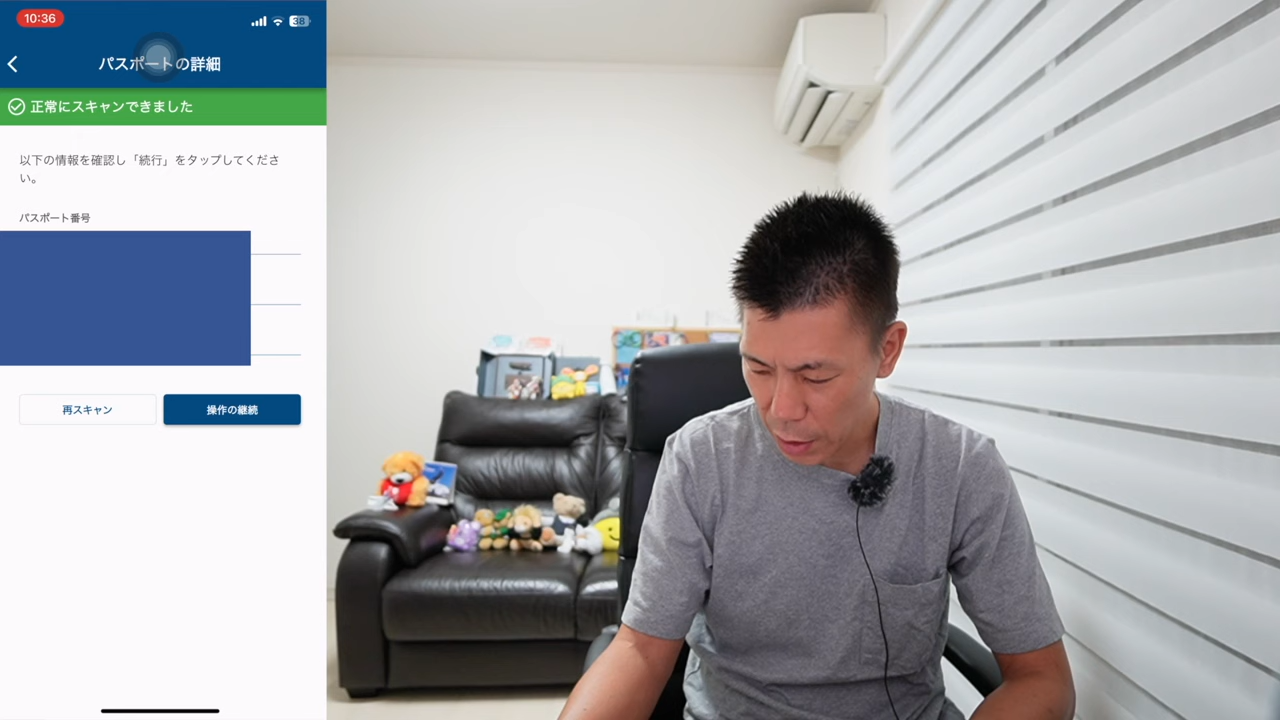 10:36
38
パスポートの詳細
正常にスキャンできました
以下の情報を確認し「続行」をタップしてくださ
い。
パスポート番号
再スキャン
操作の継続